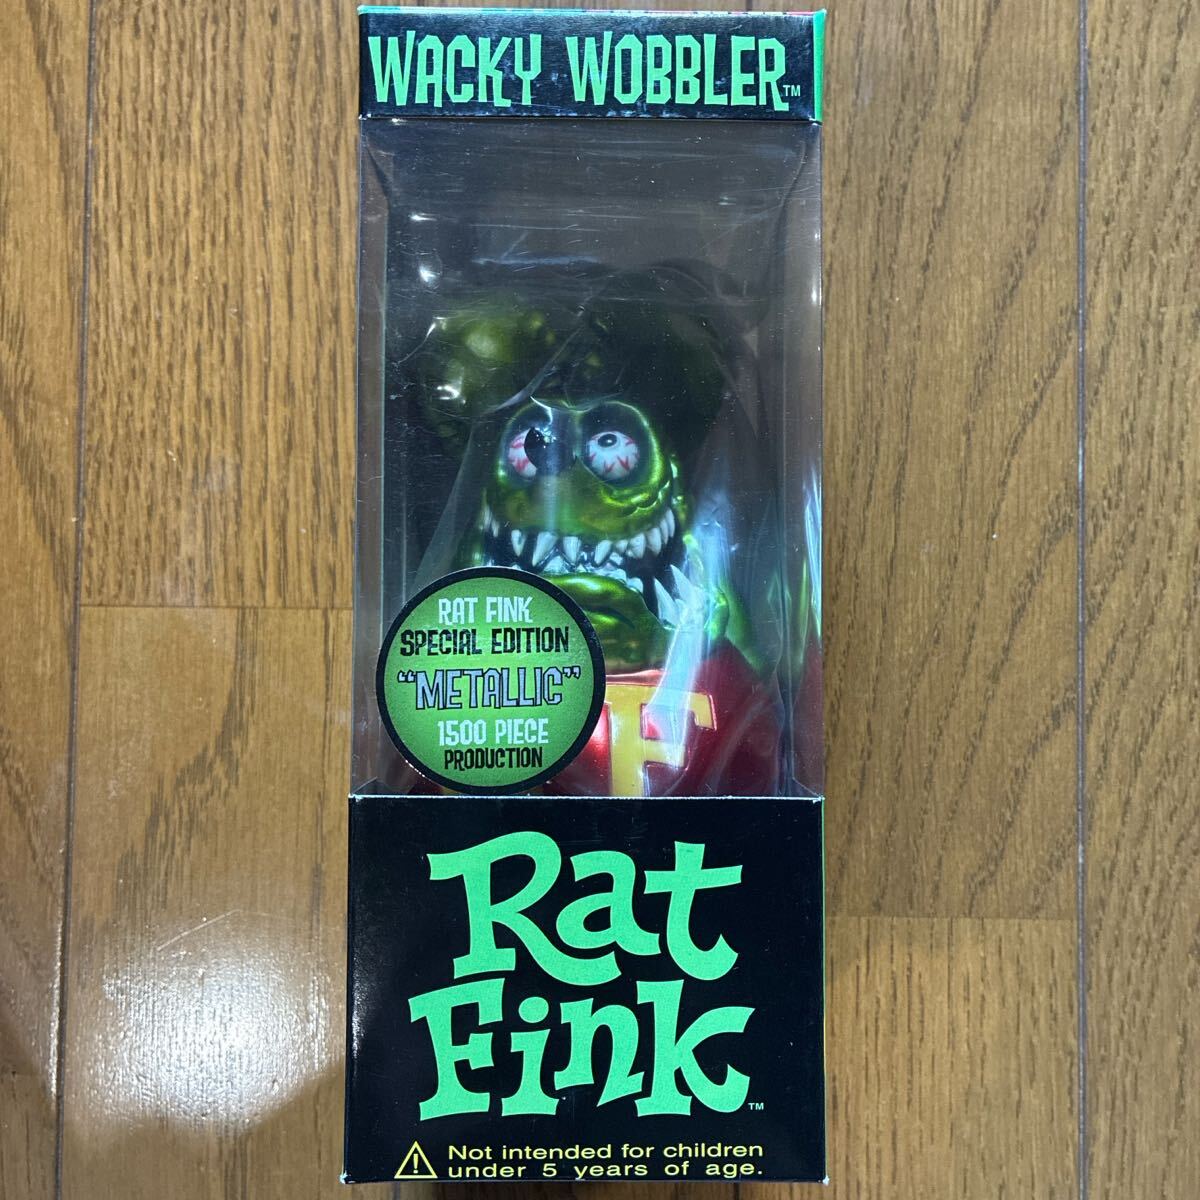 WACKY WOBBLER™
RAT FINK
SPECIAL EDITION
“METALLIC”
1500 PIECE
PRODUCTION
F
Rat
Fink™
Not intended for children
under 5 years of age.